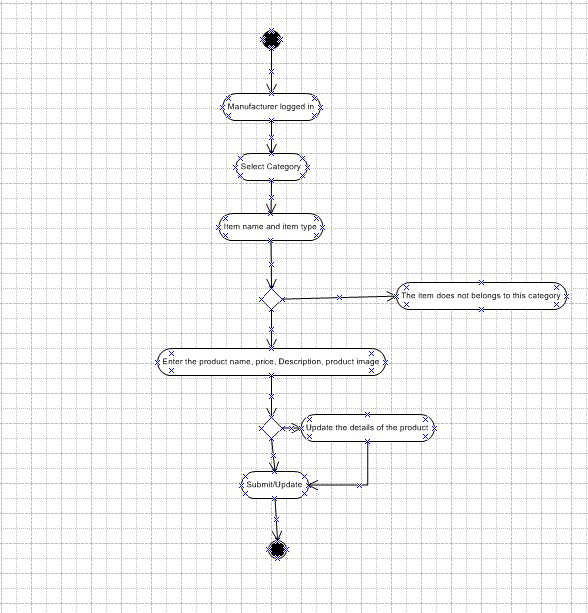 Manufacturer logged in
Select Category
Item name and item type
The item does not belongs to this category
Enter the product name, price, Description, product image
Update the details of the product
Submit/Update